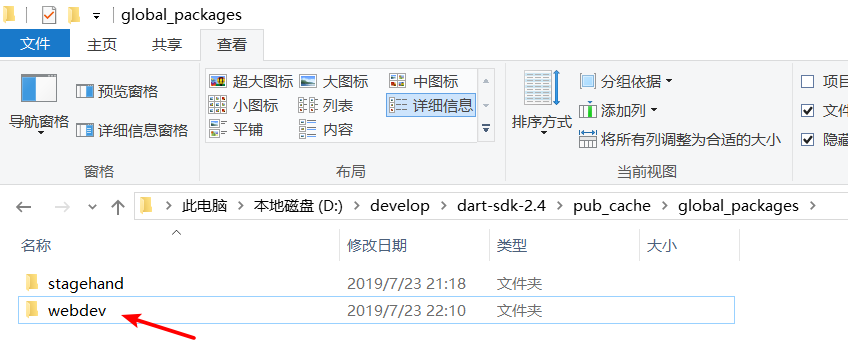 global_packages
文件 主页 共享 查看
导航窗格
预览窗格
详细信息窗格
窗格
超大图标 大图标 中图标
小图标 列表 详细信息
平铺 内容
布局
排序方式
分组依据
添加列
将所有列调整为合适的大小
当前视图
项目
文件
隐藏
此电脑 本地磁盘 (D:) develop dart-sdk-2.4 pub_cache global_packages
名称 修改日期 类型 大小
stagehand 2019/7/23 21:18 文件夹
webdev 2019/7/23 22:10 文件夹